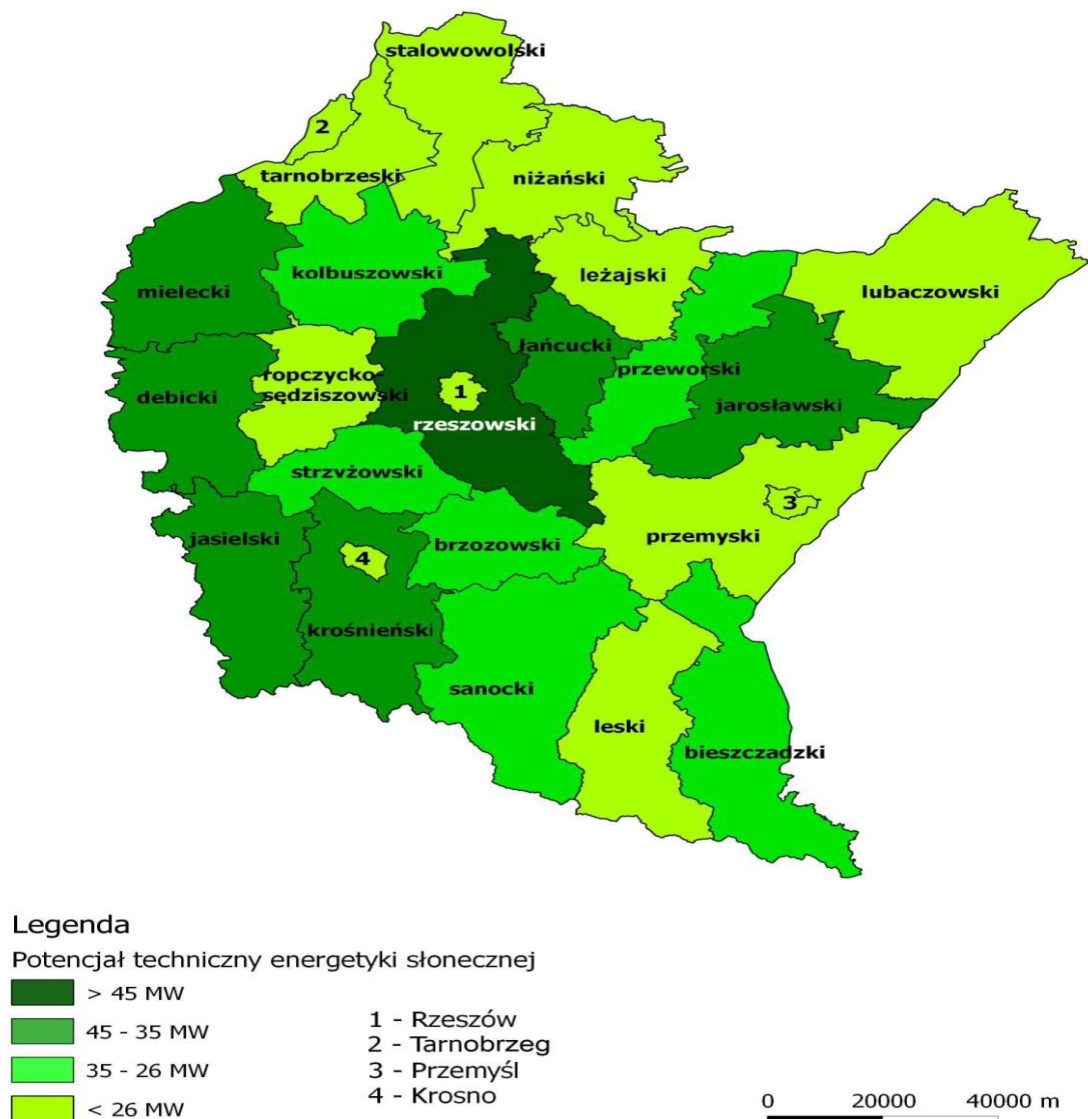 stalowowolski
2
tarnobrzeski
niżański
kolbuszowski
leżajski
mielecki
lubaczowski
łańcucki
ropczycko-
sędziszowski
przeworski
debicki
1
jarosławski
rzeszowski
strzyżowski
3
jasielski
brzozowski
przemyski
4
krośnieński
sanocki
leski
bieszczadzki
Legenda
Potencjał techniczny energetyki słonecznej
> 45 MW
45 - 35 MW
35 - 26 MW
< 26 MW
1 - Rzeszów
2 - Tarnobrzeg
3 - Przemyśl
4 - Krosno
0 20000 40000 m